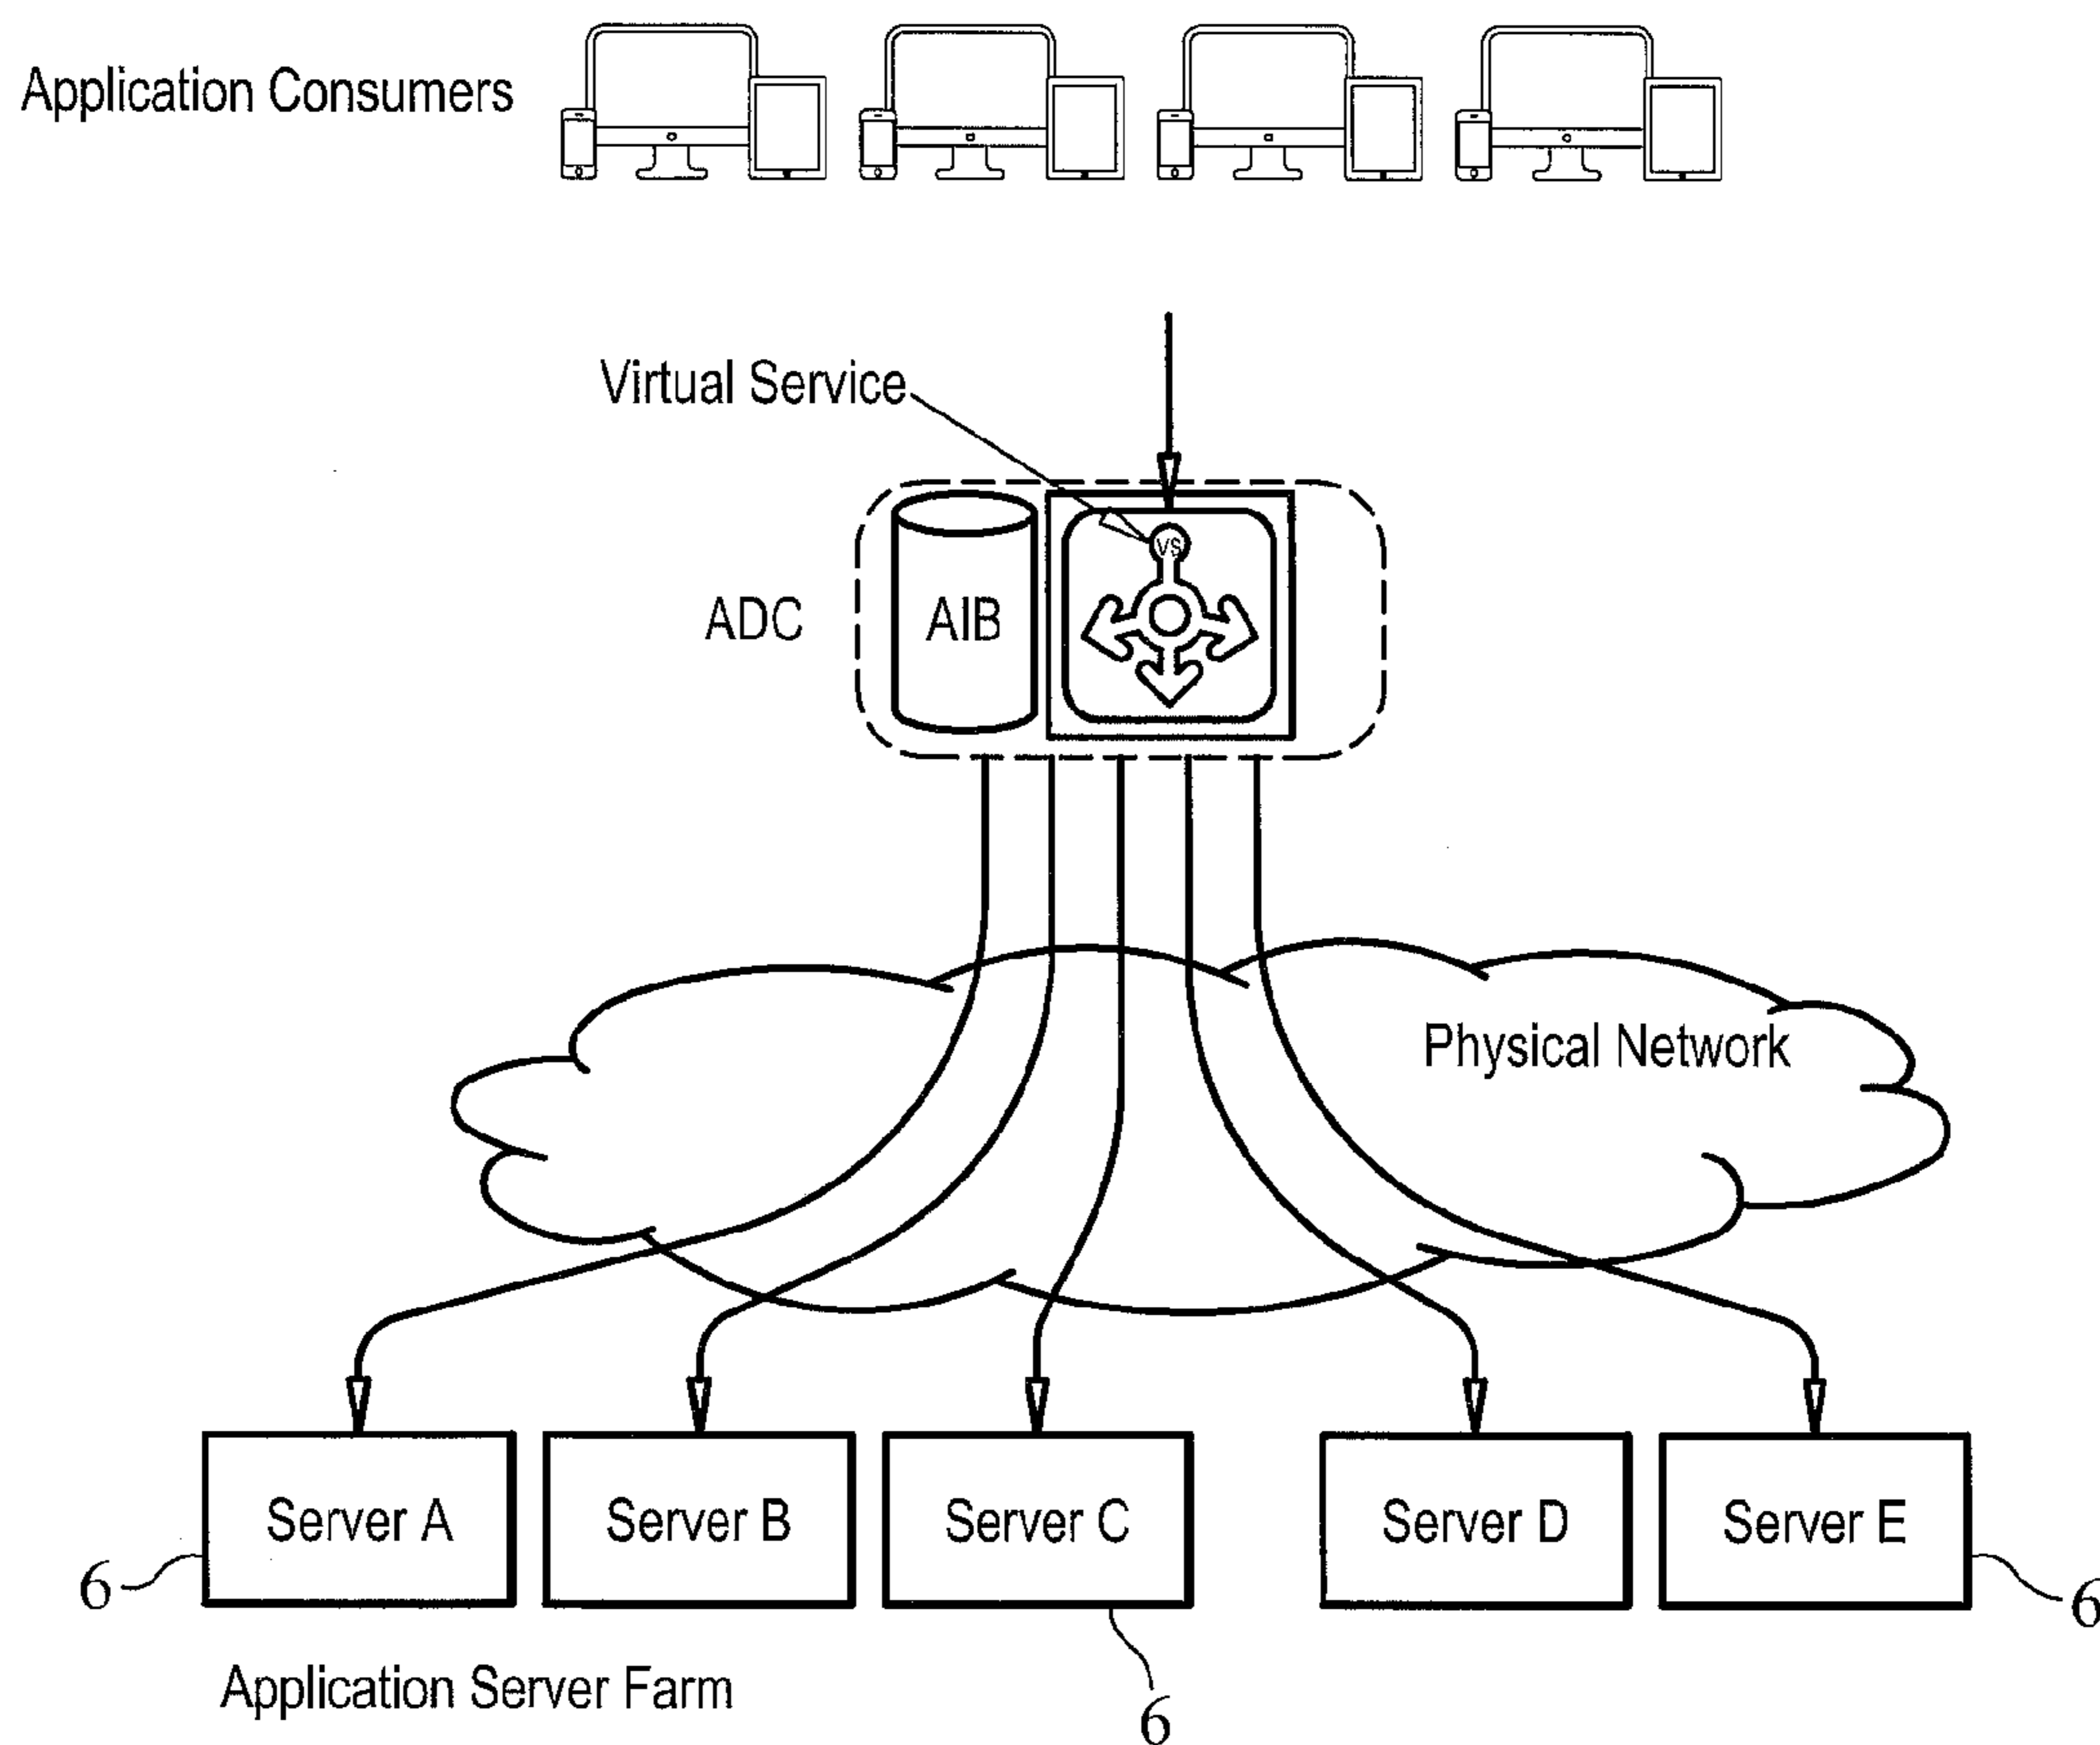 Application Consumers
Virtual Service
VS
ADC
AIB
Physical Network
Server A
Server B
Server C
Server D
Server E
6
6
6
Application Server Farm